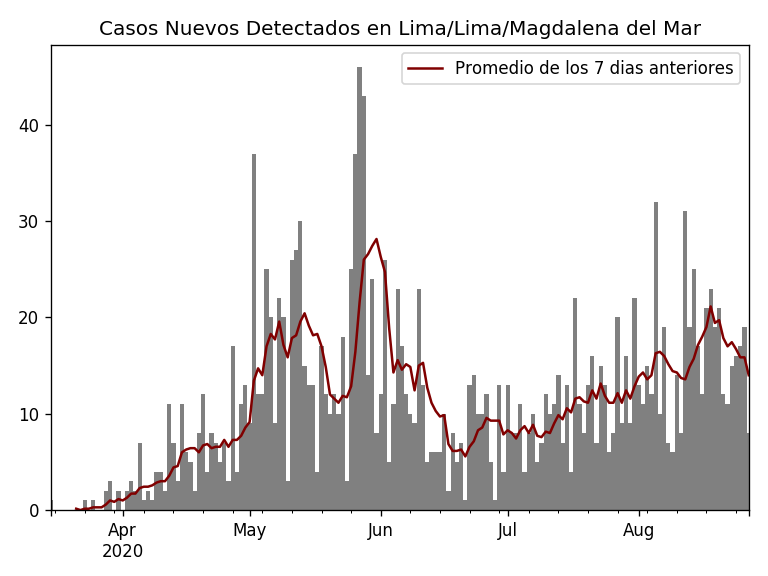 Casos Nuevos Detectados en Lima/Lima/Magdalena del Mar
Promedio de los 7 dias anteriores
40
30
20
10
0
Apr May Jun Jul Aug
2020